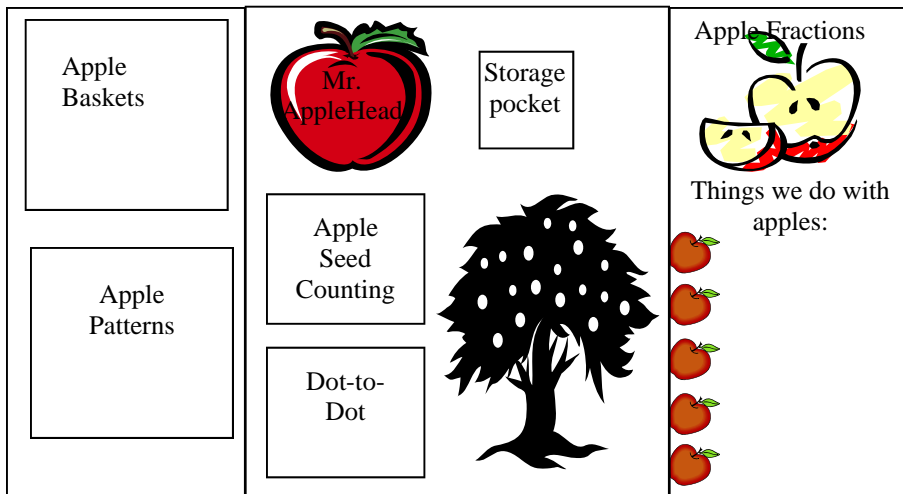 Apple
Baskets
Apple
Patterns
Mr.
AppleHead
Storage
pocket
Apple
Seed
Counting
Dot-to-
Dot
Apple Fractions
Things we do with
apples: